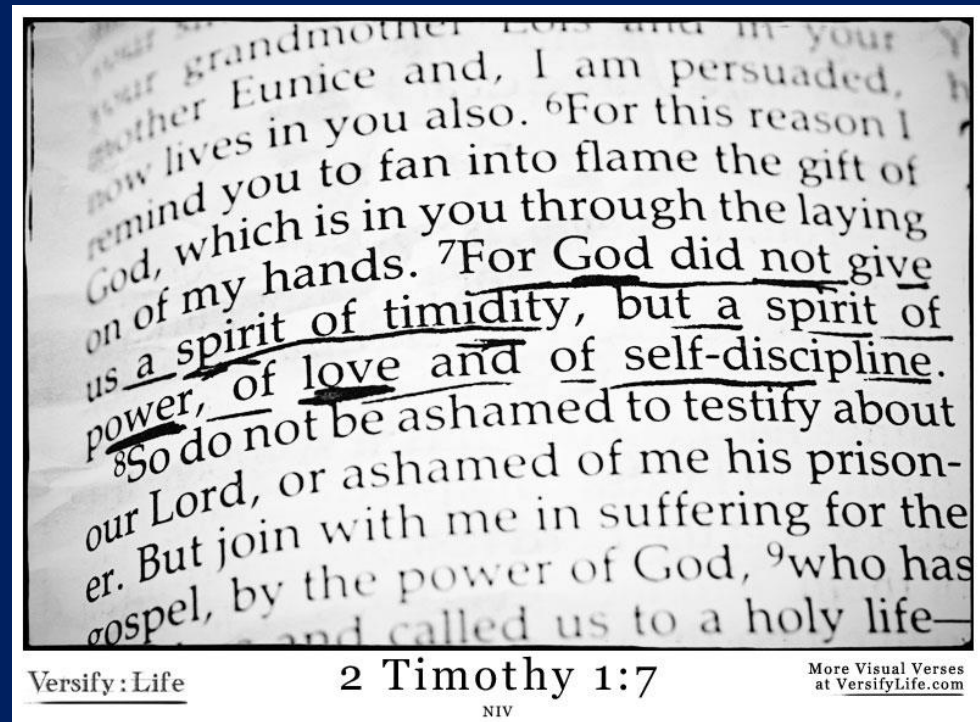 your grandmother Lois and in your
mother Eunice and, I am persuaded,
now lives in you also. ⁶For this reason I
remind you to fan into flame the gift of
God, which is in you through the laying
on of my hands. ⁷For God did not give
us a spirit of timidity, but a spirit of
power, of love and of self-discipline.
⁸So do not be ashamed to testify about
our Lord, or ashamed of me his prison-
er. But join with me in suffering for the
gospel, by the power of God, ⁹who has
and called us to a holy life—
Versify : Life
2 Timothy 1:7
NIV
More Visual Verses
at VersifyLife.com